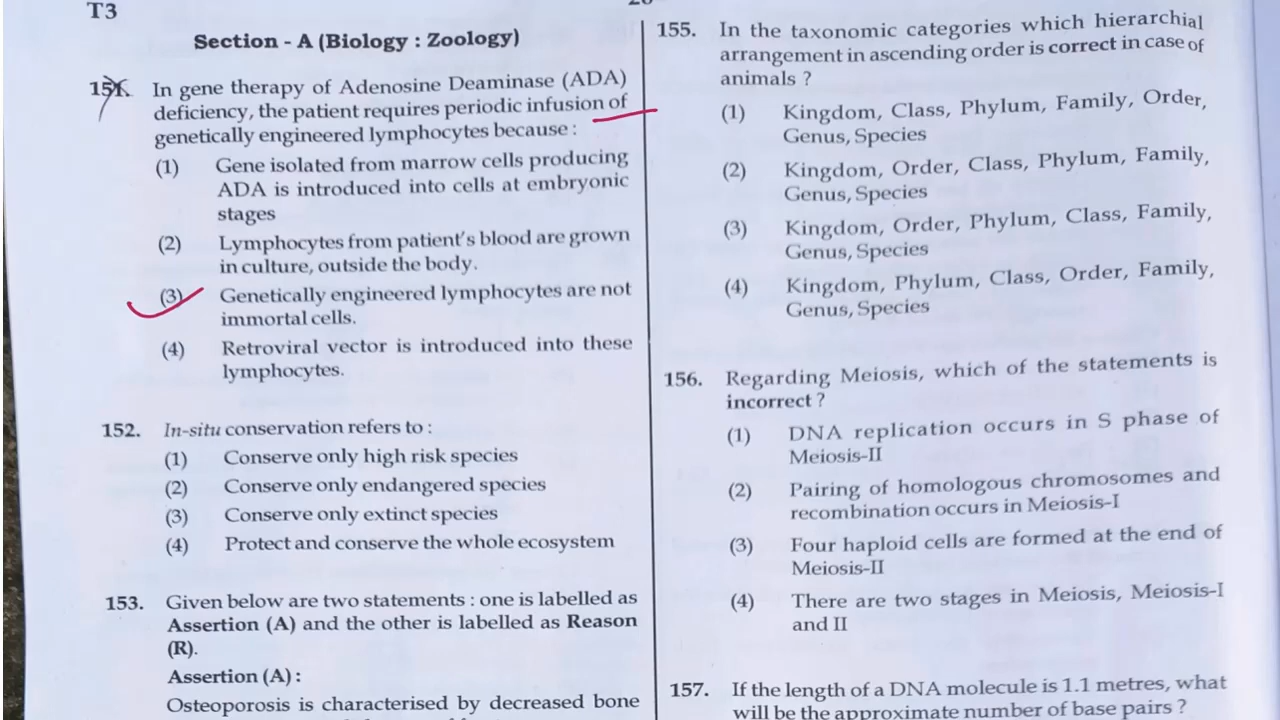 T3
Section - A (Biology : Zoology)
151. In gene therapy of Adenosine Deaminase (ADA)
deficiency, the patient requires periodic infusion of
genetically engineered lymphocytes because :
(1) Gene isolated from marrow cells producing
ADA is introduced into cells at embryonic
stages
(2) Lymphocytes from patient's blood are grown
in culture, outside the body.
(3) Genetically engineered lymphocytes are not
immortal cells.
(4) Retroviral vector is introduced into these
lymphocytes.
152. In-situ conservation refers to :
(1) Conserve only high risk species
(2) Conserve only endangered species
(3) Conserve only extinct species
(4) Protect and conserve the whole ecosystem
153. Given below are two statements : one is labelled as
Assertion (A) and the other is labelled as Reason
(R).
Assertion (A) :
Osteoporosis is characterised by decreased bone
155. In the taxonomic categories which hierarchial
arrangement in ascending order is correct in case of
animals ?
(1) Kingdom, Class, Phylum, Family, Order,
Genus, Species
(2) Kingdom, Order, Class, Phylum, Family,
Genus, Species
(3) Kingdom, Order, Phylum, Class, Family,
Genus, Species
(4) Kingdom, Phylum, Class, Order, Family,
Genus, Species
156. Regarding Meiosis, which of the statements is
incorrect ?
(1) DNA replication occurs in S phase of
Meiosis-II
(2) Pairing of homologous chromosomes and
recombination occurs in Meiosis-I
(3) Four haploid cells are formed at the end of
Meiosis-II
(4) There are two stages in Meiosis, Meiosis-I
and II
157. If the length of a DNA molecule is 1.1 metres, what
will be the approximate number of base pairs ?